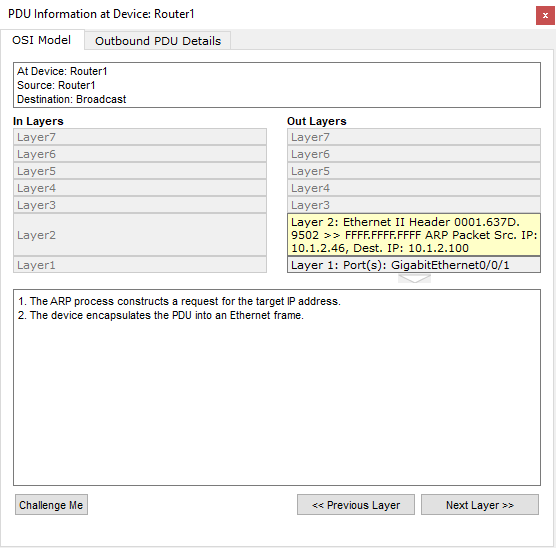 PDU Information at Device: Router1
x
OSI Model
Outbound PDU Details
At Device: Router1
Source: Router1
Destination: Broadcast
In Layers
Layer7
Layer6
Layer5
Layer4
Layer3
Layer2
Layer1
Out Layers
Layer7
Layer6
Layer5
Layer4
Layer3
Layer 2: Ethernet II Header 0001.637D.
9502 >> FFFF.FFFF.FFFF ARP Packet Src. IP:
10.1.2.46, Dest. IP: 10.1.2.100
Layer 1: Port(s): GigabitEthernet0/0/1
1. The ARP process constructs a request for the target IP address.
2. The device encapsulates the PDU into an Ethernet frame.
Challenge Me
<< Previous Layer
Next Layer >>